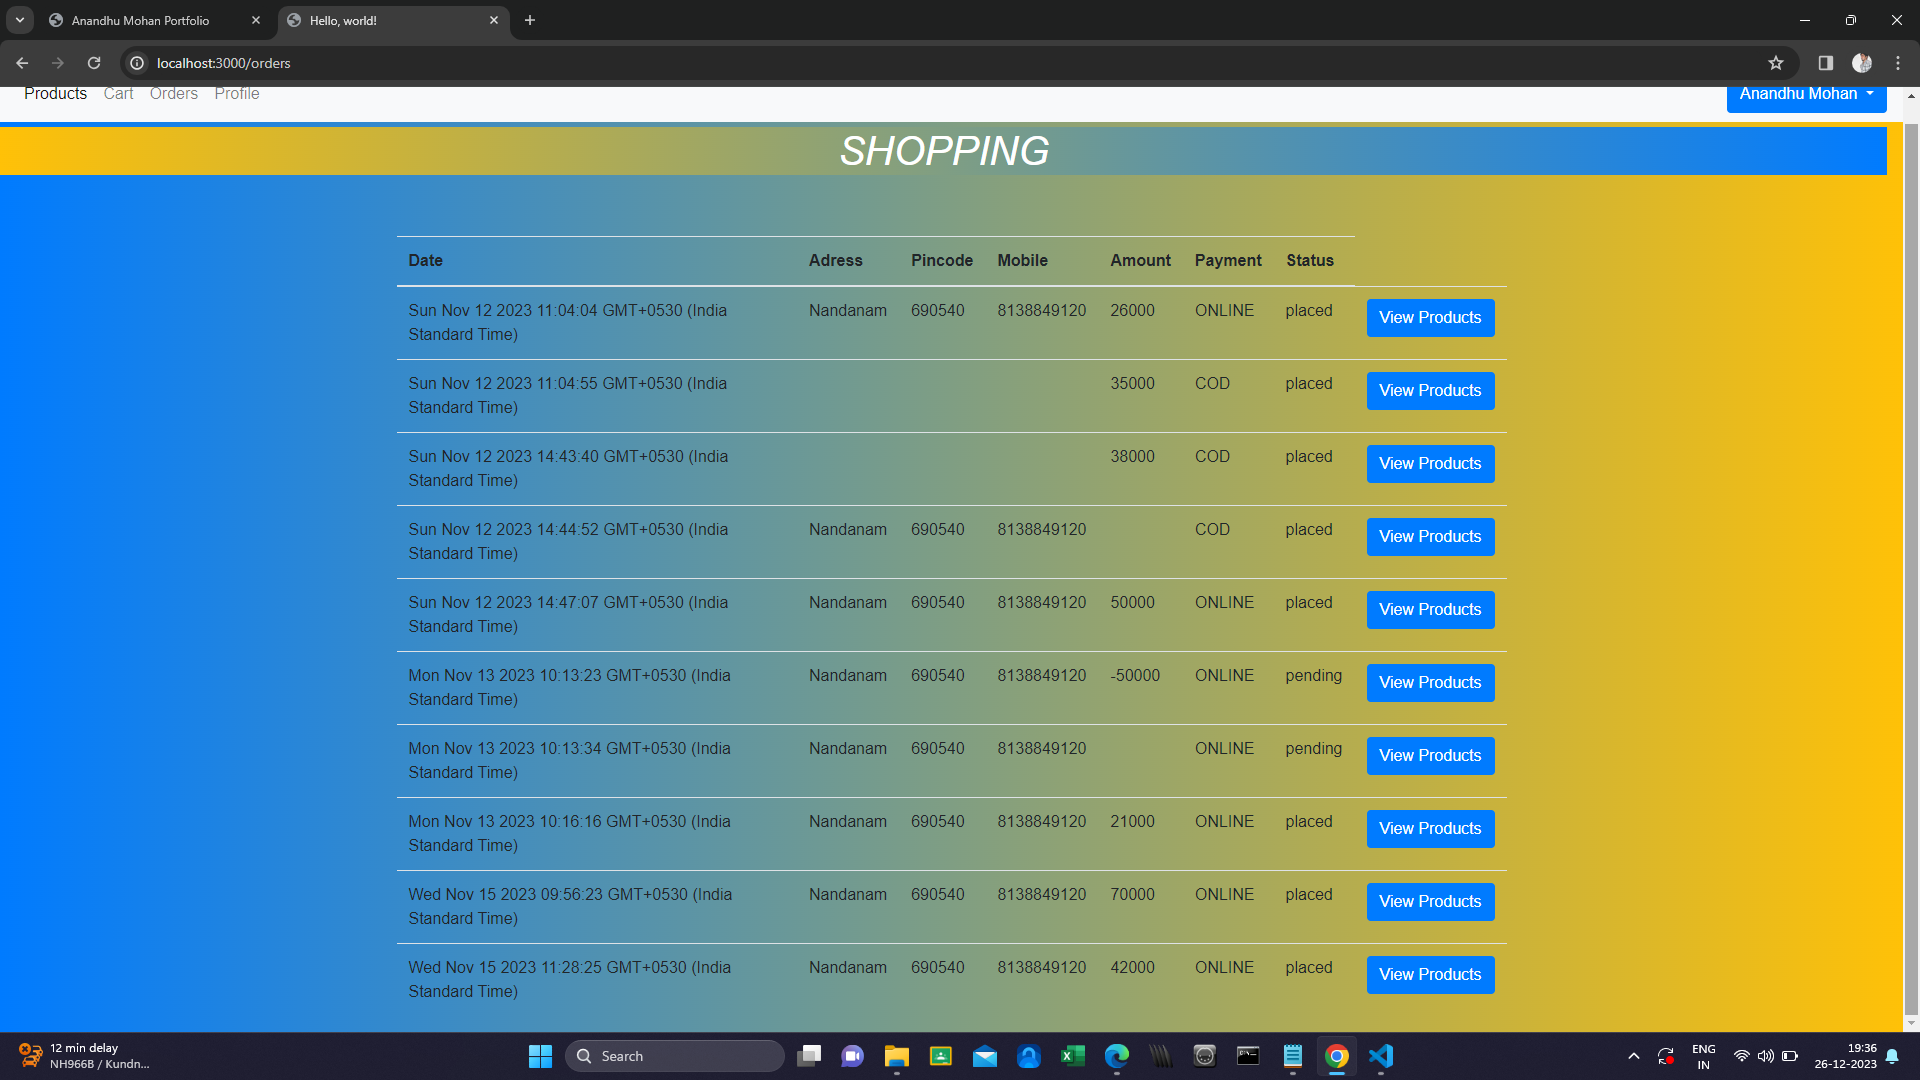 Anandhu Mohan Portfolio
Hello, world!
localhost:3000/orders
Products Cart Orders Profile
Anandhu Mohan
SHOPPING
Date Adress Pincode Mobile Amount Payment Status
Sun Nov 12 2023 11:04:04 GMT+0530 (India Nandanam 690540 8138849120 26000 ONLINE placed View Products
Standard Time)
Sun Nov 12 2023 11:04:55 GMT+0530 (India 35000 COD placed View Products
Standard Time)
Sun Nov 12 2023 14:43:40 GMT+0530 (India 38000 COD placed View Products
Standard Time)
Sun Nov 12 2023 14:44:52 GMT+0530 (India Nandanam 690540 8138849120 COD placed View Products
Standard Time)
Sun Nov 12 2023 14:47:07 GMT+0530 (India Nandanam 690540 8138849120 50000 ONLINE placed View Products
Standard Time)
Mon Nov 13 2023 10:13:23 GMT+0530 (India Nandanam 690540 8138849120 -50000 ONLINE pending View Products
Standard Time)
Mon Nov 13 2023 10:13:34 GMT+0530 (India Nandanam 690540 8138849120 ONLINE pending View Products
Standard Time)
Mon Nov 13 2023 10:16:16 GMT+0530 (India Nandanam 690540 8138849120 21000 ONLINE placed View Products
Standard Time)
Wed Nov 15 2023 09:56:23 GMT+0530 (India Nandanam 690540 8138849120 70000 ONLINE placed View Products
Standard Time)
Wed Nov 15 2023 11:28:25 GMT+0530 (India Nandanam 690540 8138849120 42000 ONLINE placed View Products
Standard Time)
12 min delay
NH966B / Kundn...
Search
ENG
IN
19:36
26-12-2023